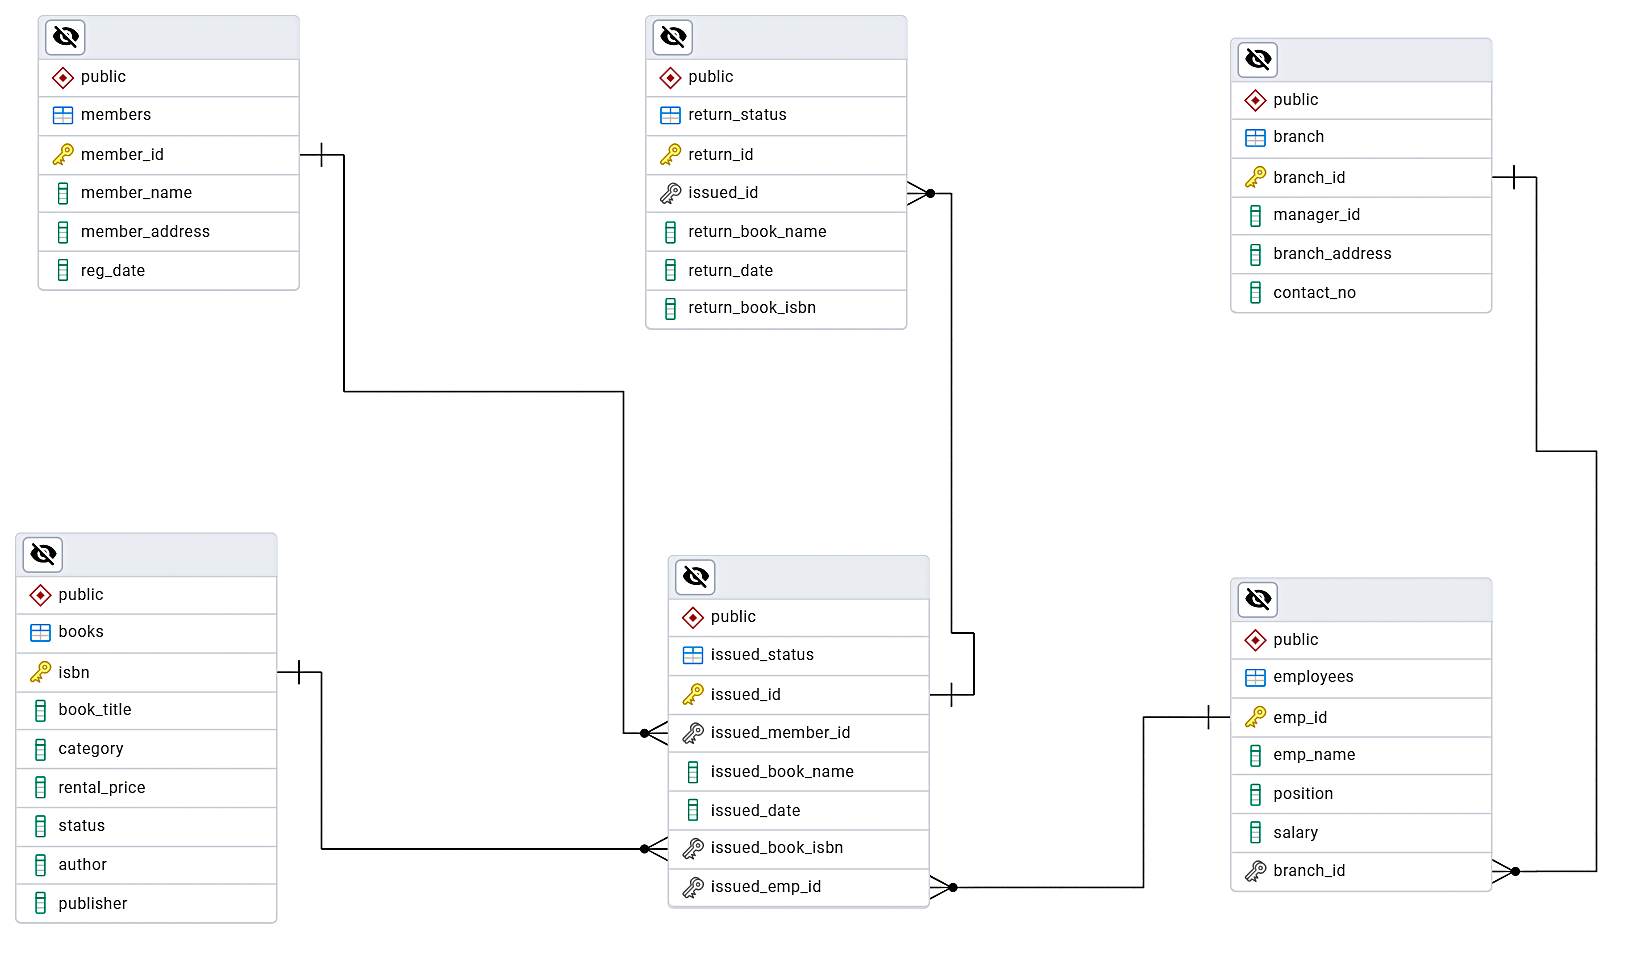 public
members
member_id
member_name
member_address
reg_date
public
return_status
return_id
issued_id
return_book_name
return_date
return_book_isbn
public
branch
branch_id
manager_id
branch_address
contact_no
public
books
isbn
book_title
category
rental_price
status
author
publisher
public
issued_status
issued_id
issued_member_id
issued_book_name
issued_date
issued_book_isbn
issued_emp_id
public
employees
emp_id
emp_name
position
salary
branch_id